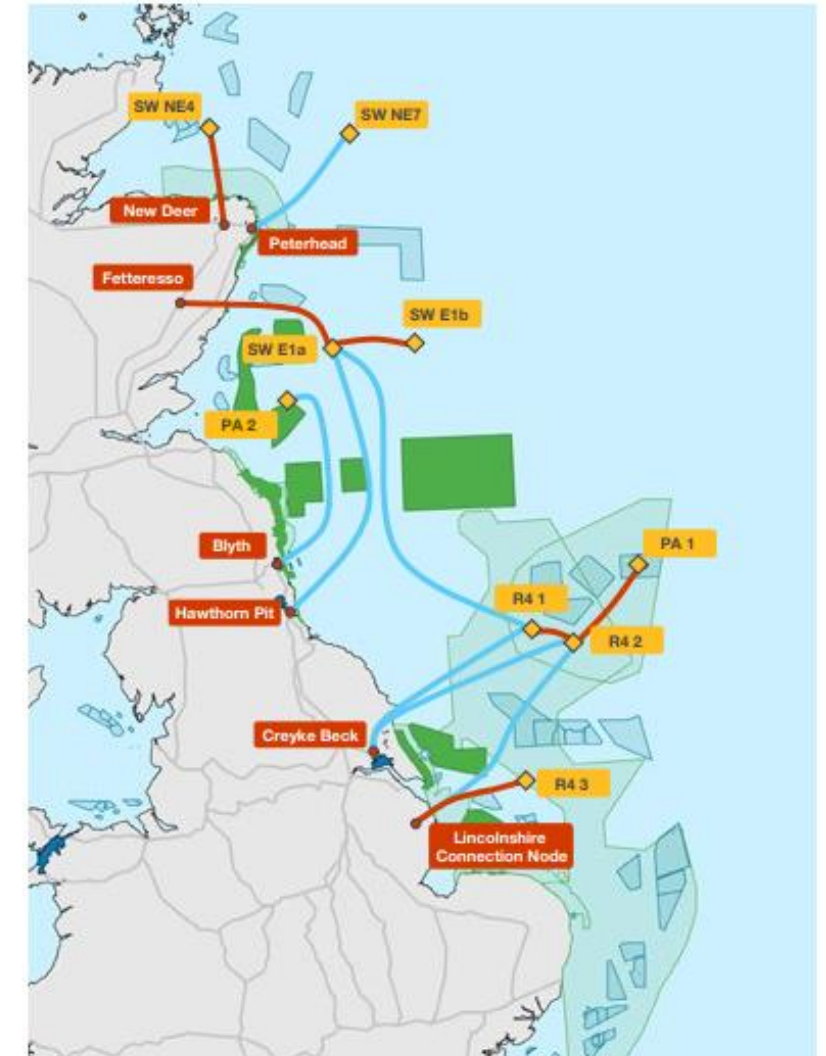 SW NE4
SW NE7
New Deer
Peterhead
Fetteresso
SW E1b
SW E1a
PA 2
Blyth
PA 1
R4 1
Hawthorn Pit
R4 2
Creyke Beck
R4 3
Lincolnshire
Connection Node